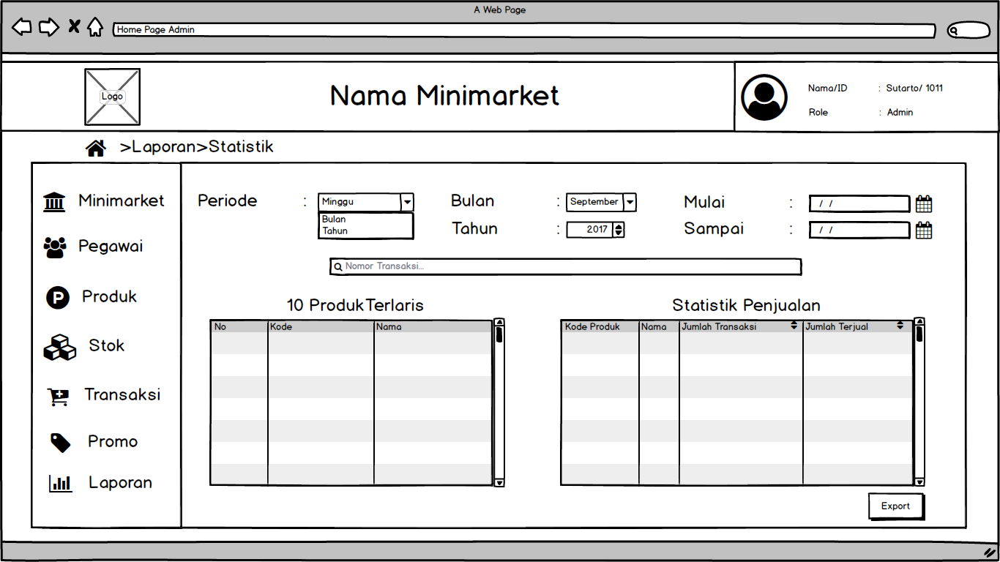 A Web Page
Home Page Admin
Logo
Nama Minimarket
Nama/ID : Sutarto/ 1011
Role : Admin
>Laporan>Statistik
Minimarket
Pegawai
Produk
Stok
Transaksi
Promo
Laporan
Periode : Minggu
Bulan
Tahun
Bulan : September
Tahun : 2017
Mulai : / /
Sampai : / /
Nomor Transaksi...
10 Produk Terlaris
No Kode Nama
Statistik Penjualan
Kode Produk Nama Jumlah Transaksi Jumlah Terjual
Export